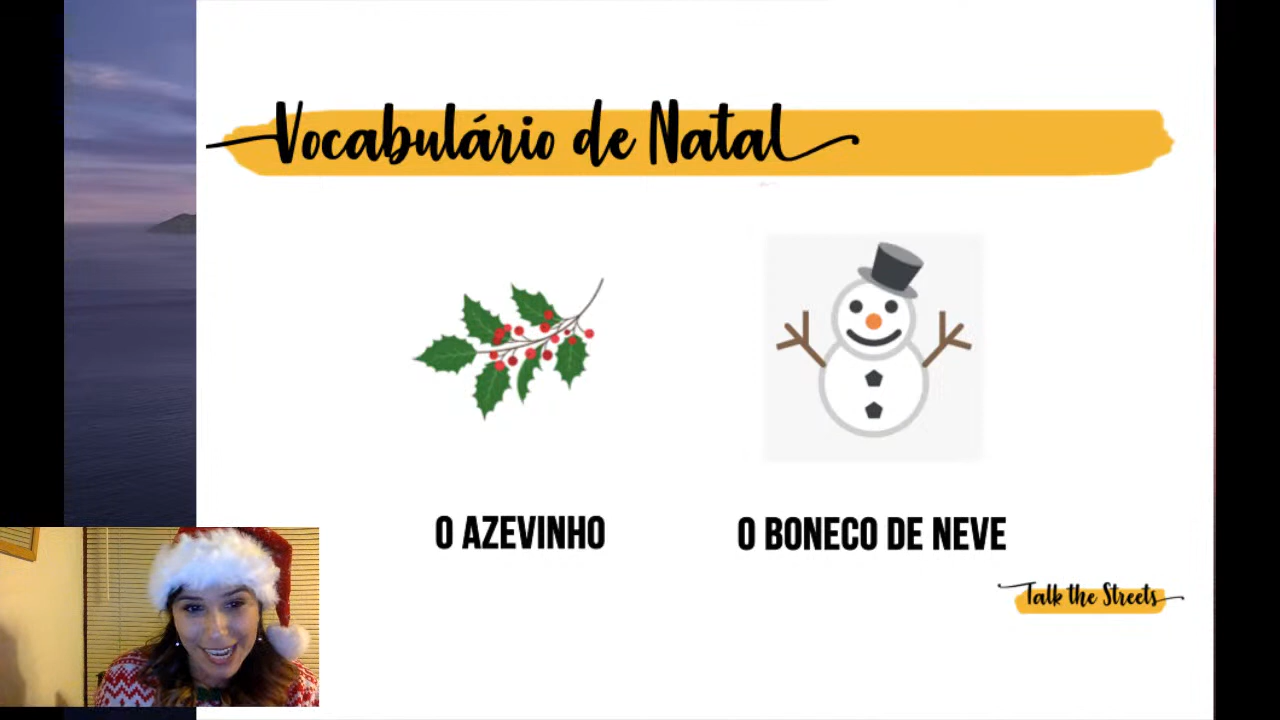 Vocabulário de Natal
O AZEVINHO
O BONECO DE NEVE
Talk the Streets